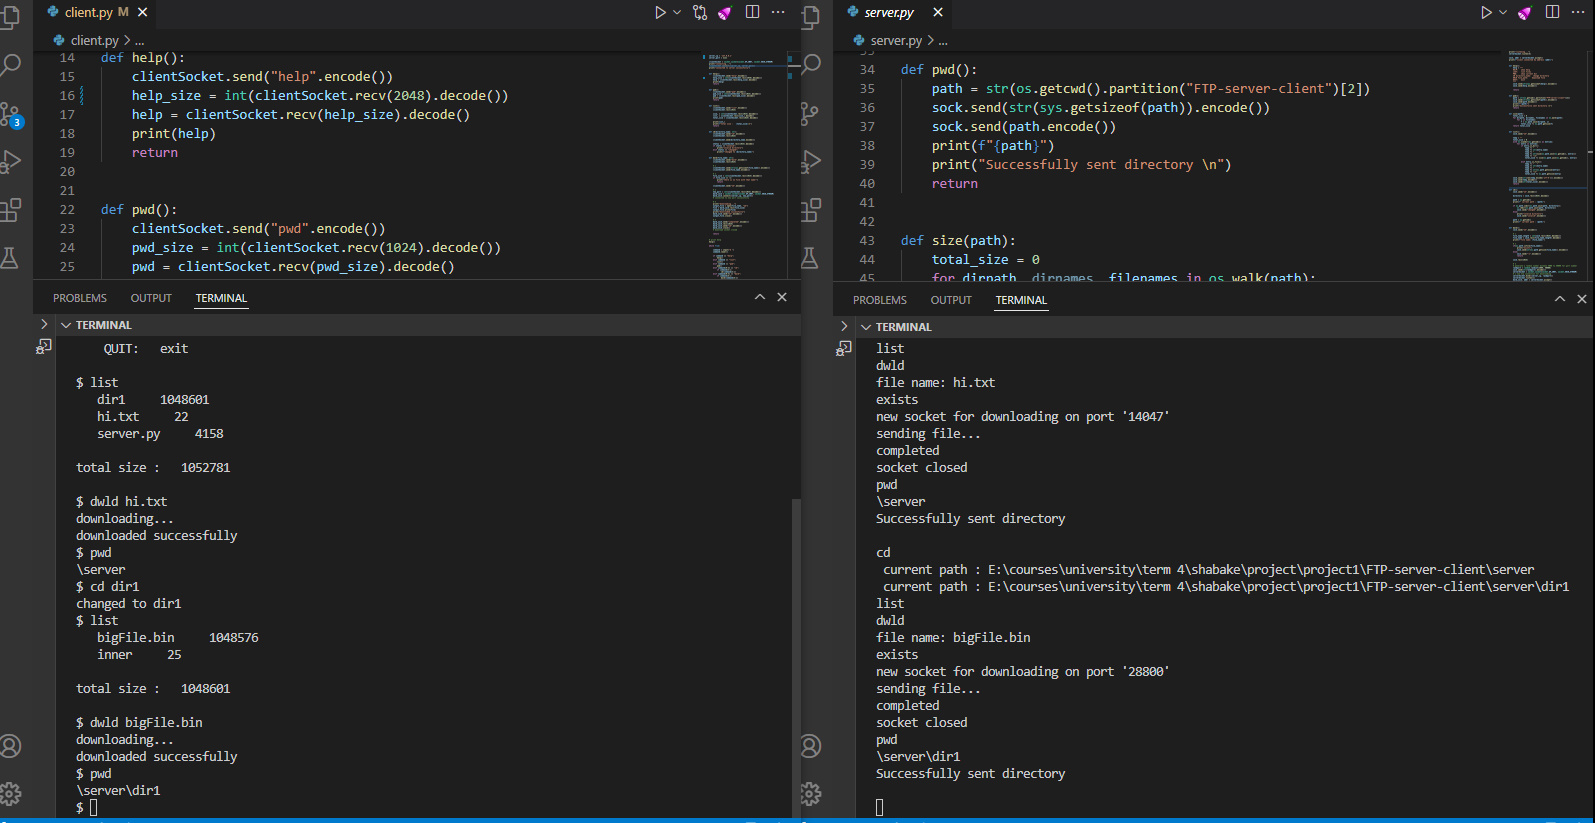 client.py M
client.py > ...
14 def help():
15 clientSocket.send("help".encode())
16 help_size = int(clientSocket.recv(2048).decode())
17 help = clientSocket.recv(help_size).decode()
18 print(help)
19 return
20
21
22 def pwd():
23 clientSocket.send("pwd".encode())
24 pwd_size = int(clientSocket.recv(1024).decode())
25 pwd = clientSocket.recv(pwd_size).decode()
3
PROBLEMS OUTPUT TERMINAL
TERMINAL
QUIT: exit
$ list
dir1 1048601
hi.txt 22
server.py 4158
total size : 1052781
$ dwld hi.txt
downloading...
downloaded successfully
$ pwd
\server
$ cd dir1
changed to dir1
$ list
bigFile.bin 1048576
inner 25
total size : 1048601
$ dwld bigFile.bin
downloading...
downloaded successfully
$ pwd
\server\dir1
$
server.py
server.py > ...
34 def pwd():
35 path = str(os.getcwd().partition("FTP-server-client")[2])
36 sock.send(str(sys.getsizeof(path)).encode())
37 sock.send(path.encode())
38 print(f"{path}")
39 print("Successfully sent directory \n")
40 return
41
42
43 def size(path):
44 total_size = 0
45 for dirpath, dirnames, filenames in os.walk(path):
PROBLEMS OUTPUT TERMINAL
TERMINAL
list
dwld
file name: hi.txt
exists
new socket for downloading on port '14047'
sending file...
completed
socket closed
pwd
\server
Successfully sent directory
cd
current path : E:\courses\university\term 4\shabake\project\project1\FTP-server-client\server
current path : E:\courses\university\term 4\shabake\project\project1\FTP-server-client\server\dir1
list
dwld
file name: bigFile.bin
exists
new socket for downloading on port '28800'
sending file...
completed
socket closed
pwd
\server\dir1
Successfully sent directory